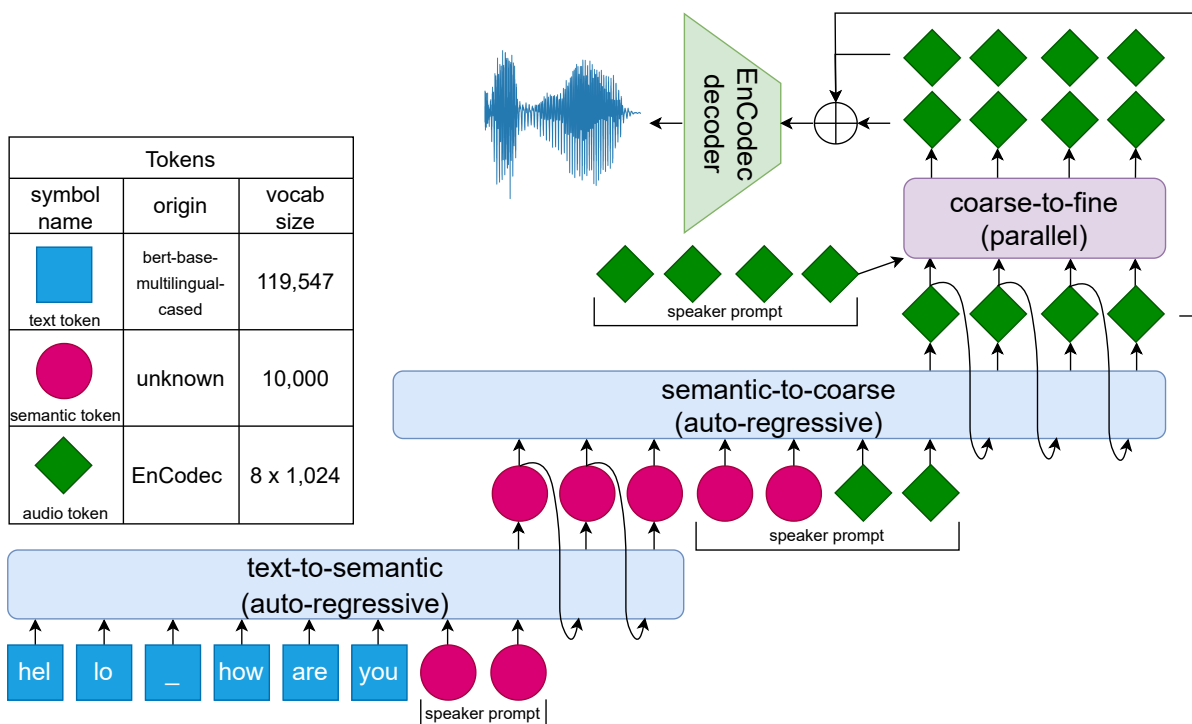 EnCodec
decoder
coarse-to-fine
(parallel)
speaker prompt
Tokens
symbol
name
origin
vocab
size
bert-base-
multilingual-
cased
119,547
text token
unknown
10,000
semantic token
EnCodec
8 x 1,024
audio token
semantic-to-coarse
(auto-regressive)
speaker prompt
text-to-semantic
(auto-regressive)
hel lo _ how are you
speaker prompt